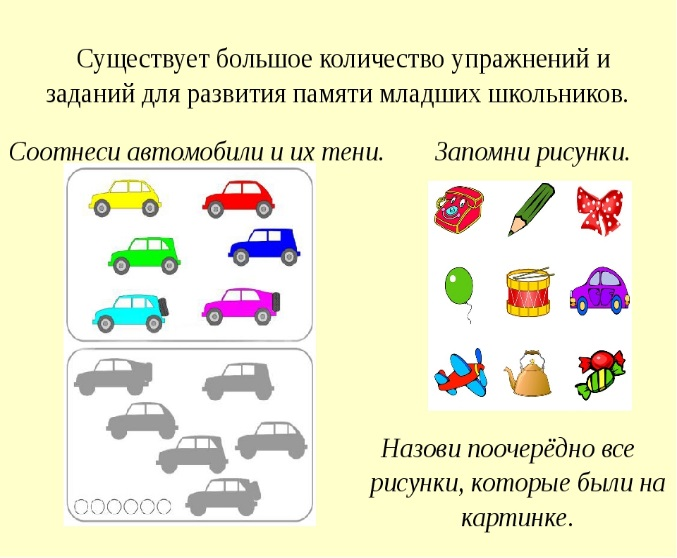 Существует большое количество упражнений и
заданий для развития памяти младших школьников.
Соотнеси автомобили и их тени.
Запомни рисунки.
Назови поочерёдно все
рисунки, которые были на
картинке.